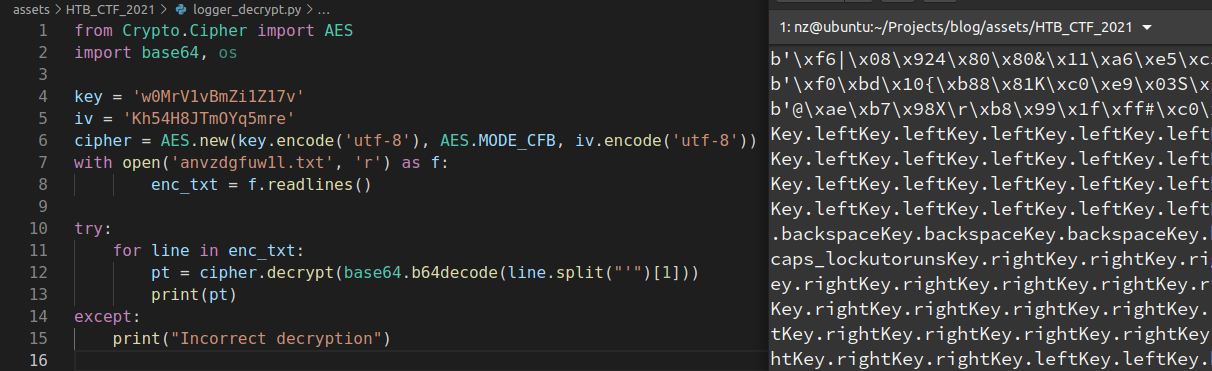 assets > HTB_CTF_2021 > logger_decrypt.py > ...
1 from Crypto.Cipher import AES
2 import base64, os
3
4 key = 'w0MrV1vBmZi1Z17v'
5 iv = 'Kh54H8JTmOYq5mre'
6 cipher = AES.new(key.encode('utf-8'), AES.MODE_CFB, iv.encode('utf-8'))
7 with open('anvzdgfuw1l.txt', 'r') as f:
8 enc_txt = f.readlines()
9
10 try:
11 for line in enc_txt:
12 pt = cipher.decrypt(base64.b64decode(line.split("'")[1]))
13 print(pt)
14 except:
15 print("Incorrect decryption")
16
1: nz@ubuntu:~/Projects/blog/assets/HTB_CTF_2021
b'\xf6|\x08\x924\x80\x80&\x11\xa6\xe5\xc
b'\xf0\xbd\x10{\xb88\x81K\xc0\xe9\x03S\x
b'@\xae\xb7\x98X\r\xb8\x99\x1f\xff#\xc0\
Key.leftKey.leftKey.leftKey.leftKey.left
Key.leftKey.leftKey.leftKey.leftKey.left
Key.leftKey.leftKey.leftKey.leftKey.left
Key.leftKey.leftKey.leftKey.leftKey.left
.backspaceKey.backspaceKey.backspaceKey.
caps_lockutorunsKey.rightKey.rightKey.ri
ey.rightKey.rightKey.rightKey.rightKey.r
Key.rightKey.rightKey.rightKey.rightKey.
tKey.rightKey.rightKey.rightKey.rightKey
htKey.rightKey.rightKey.leftKey.leftKey.